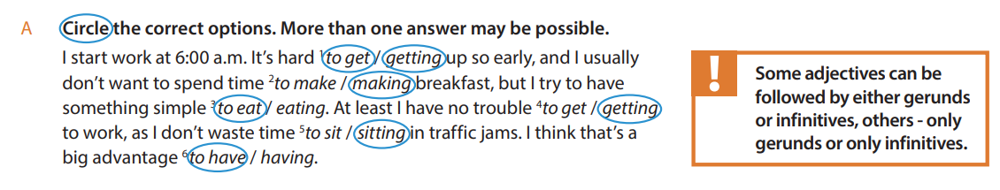 A Circle the correct options. More than one answer may be possible.
I start work at 6:00 a.m. It's hard ¹to get / getting up so early, and I usually
don't want to spend time ²to make / making breakfast, but I try to have
something simple ³to eat / eating. At least I have no trouble ⁴to get / getting
to work, as I don't waste time ⁵to sit / sitting in traffic jams. I think that's a
big advantage ⁶to have / having.
!
Some adjectives can be
followed by either gerunds
or infinitives, others - only
gerunds or only infinitives.